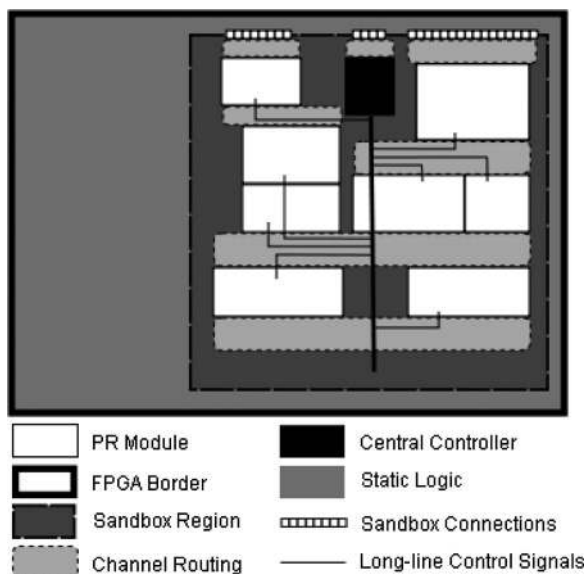 PR Module
Central Controller
FPGA Border
Static Logic
Sandbox Region
Sandbox Connections
Channel Routing
Long-line Control Signals